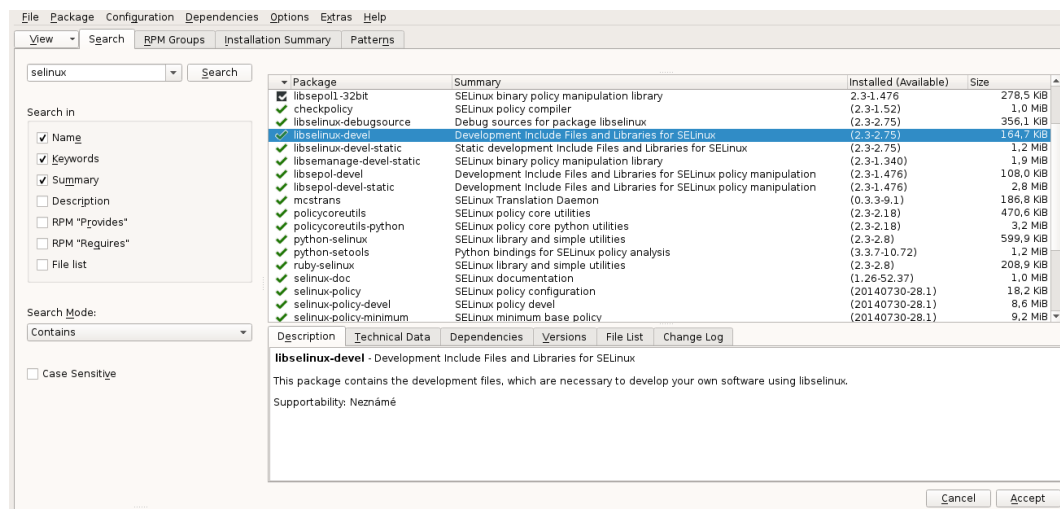 File Package Configuration Dependencies Options Extras Help
View Search RPM Groups Installation Summary Patterns
selinux Search
Search in
Name
Keywords
Summary
Description
RPM "Provides"
RPM "Requires"
File list
Search Mode:
Contains
Case Sensitive
Package Summary Installed (Available) Size
libsepol1-32bit SELinux binary policy manipulation library 2.3-1.476 278,5 KiB
checkpolicy SELinux policy compiler (2.3-1.52) 1,0 MiB
libselinux-debugsource Debug sources for package libselinux (2.3-2.75) 356,1 KiB
libselinux-devel Development Include Files and Libraries for SELinux (2.3-2.75) 164,7 KiB
libselinux-devel-static Static development Include Files and Libraries for SELinux (2.3-2.75) 1,2 MiB
libsemanage-devel-static SELinux binary policy manipulation library (2.3-1.340) 1,9 MiB
libsepol-devel Development Include Files and Libraries for SELinux policy manipulation (2.3-1.476) 108,0 KiB
libsepol-devel-static Development Include Files and Libraries for SELinux policy manipulation (2.3-1.476) 2,8 MiB
mcstrans SELinux Translation Daemon (0.3.3-9.1) 186,8 KiB
policycoreutils SELinux policy core utilities (2.3-2.18) 470,6 KiB
policycoreutils-python SELinux policy core python utilities (2.3-2.18) 3,2 MiB
python-selinux SELinux library and simple utilities (2.3-2.8) 599,9 KiB
python-setools Python bindings for SELinux policy analysis (3.3.7-10.72) 1,2 MiB
ruby-selinux SELinux library and simple utilities (2.3-2.8) 208,9 KiB
selinux-doc SELinux documentation (1.26-52.37) 1,0 MiB
selinux-policy SELinux policy configuration (20140730-28.1) 18,2 KiB
selinux-policy-devel SELinux policy devel (20140730-28.1) 8,6 MiB
selinux-policy-minimum SELinux minimum base policy (20140730-28.1) 9,2 MiB
Description Technical Data Dependencies Versions File List Change Log
libselinux-devel - Development Include Files and Libraries for SELinux
This package contains the development files, which are necessary to develop your own software using libselinux.
Supportability: Neznámé
Cancel Accept